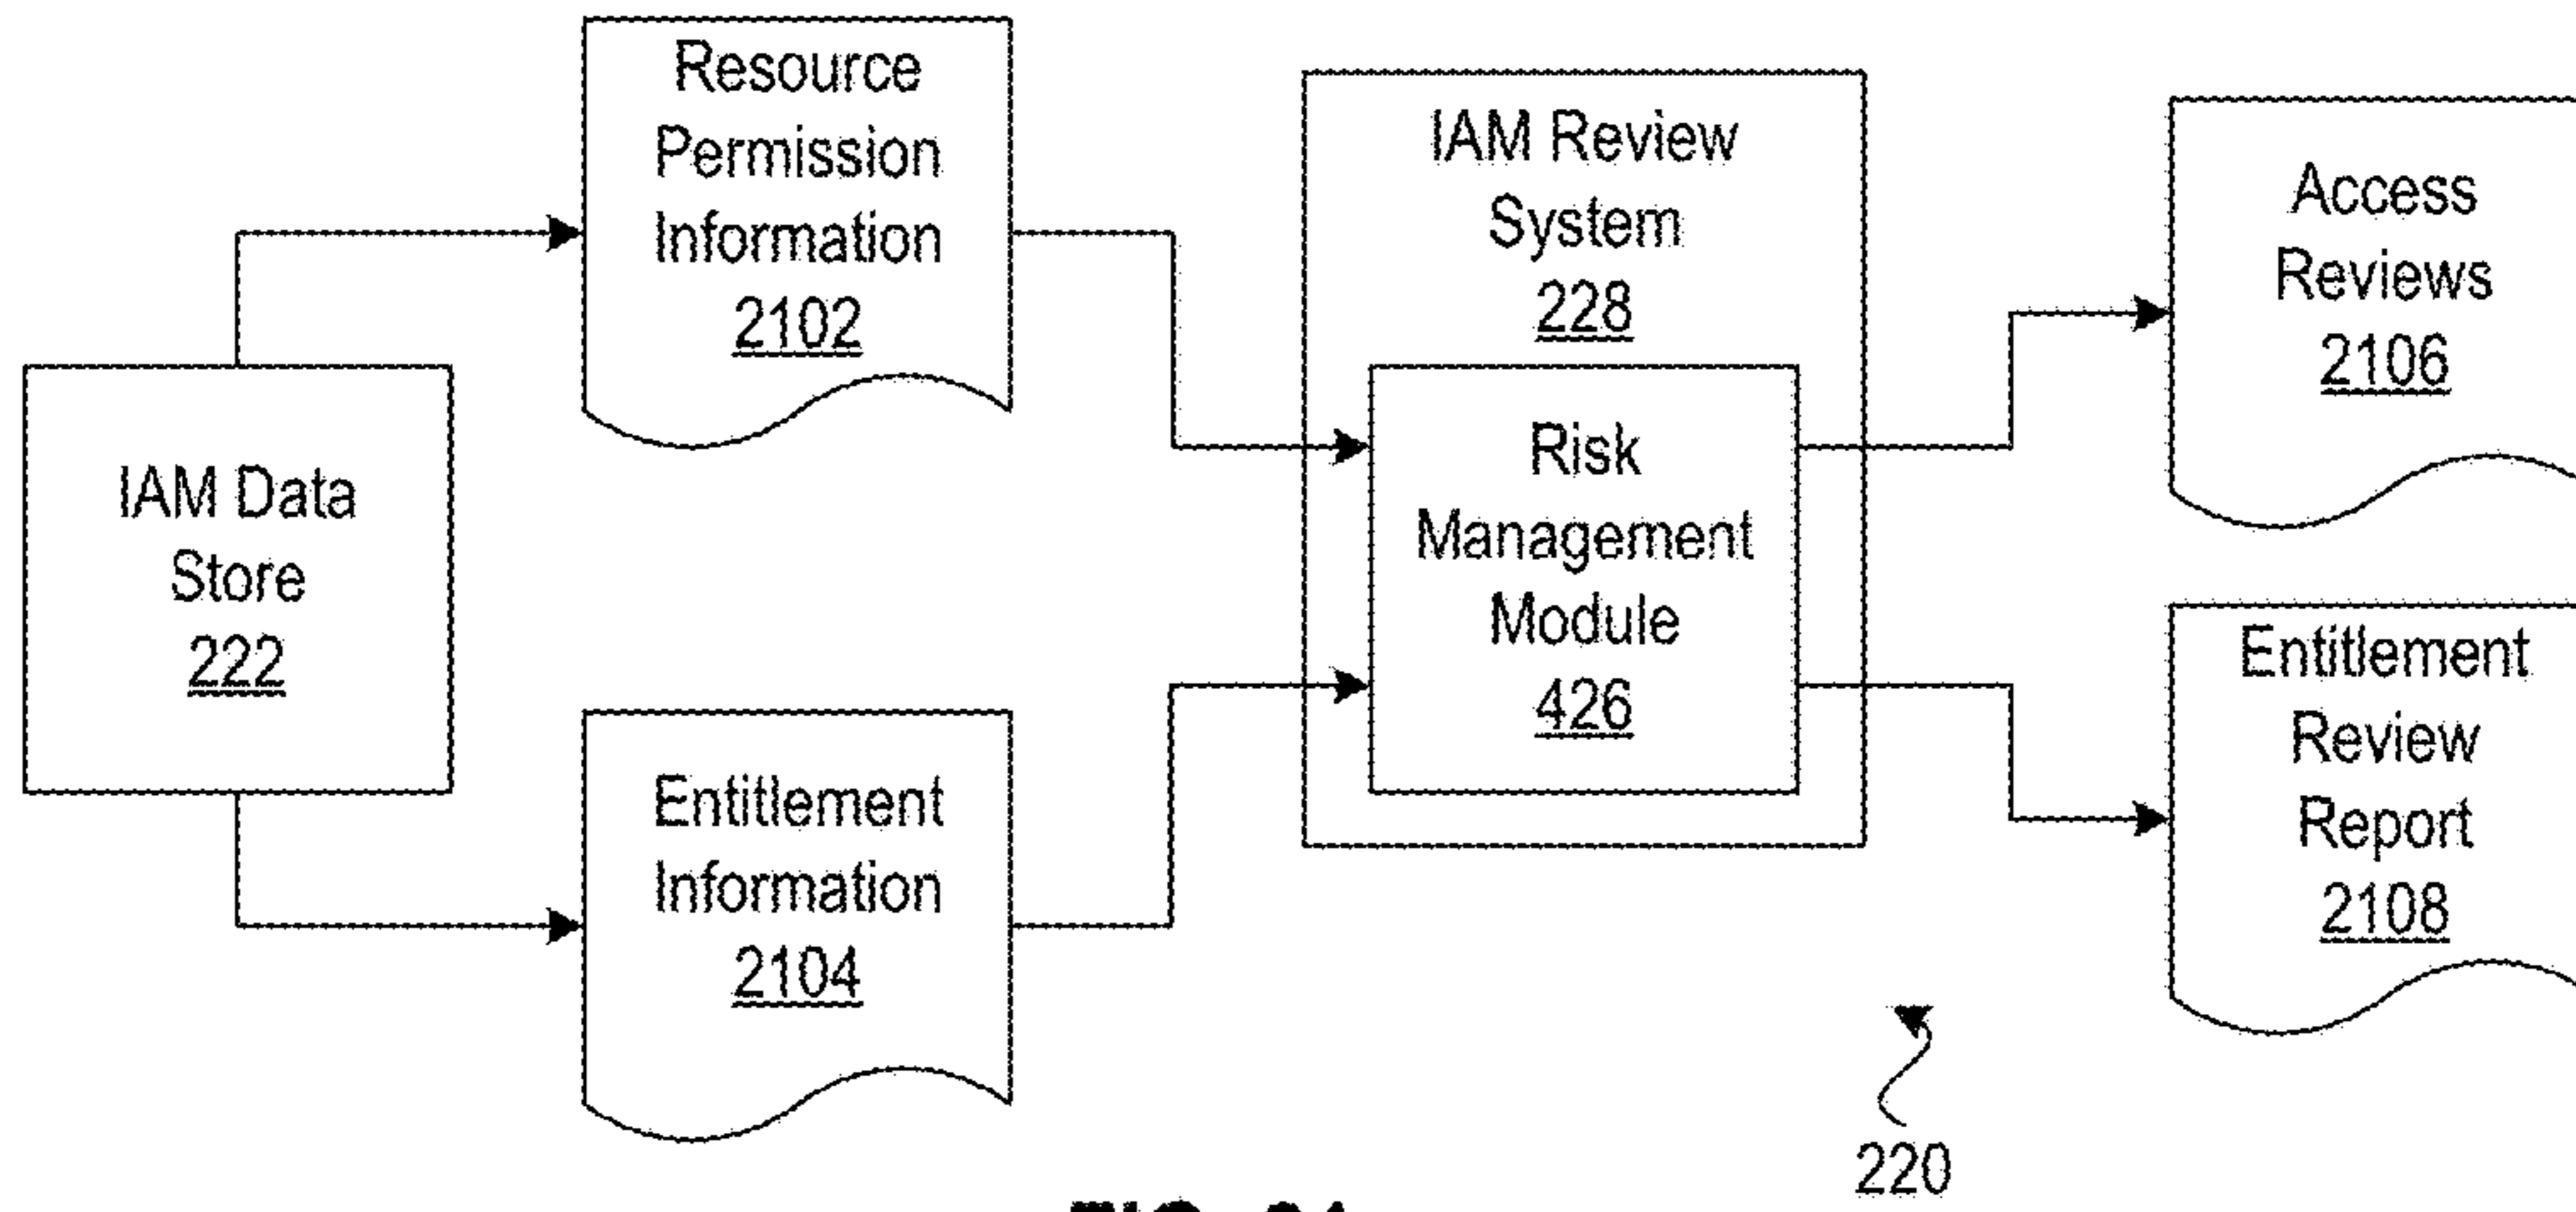 Resource
Permission
Information
2102
IAM Data
Store
222
Entitlement
Information
2104
IAM Review
System
228
Risk
Management
Module
426
Access
Reviews
2106
Entitlement
Review
Report
2108
220